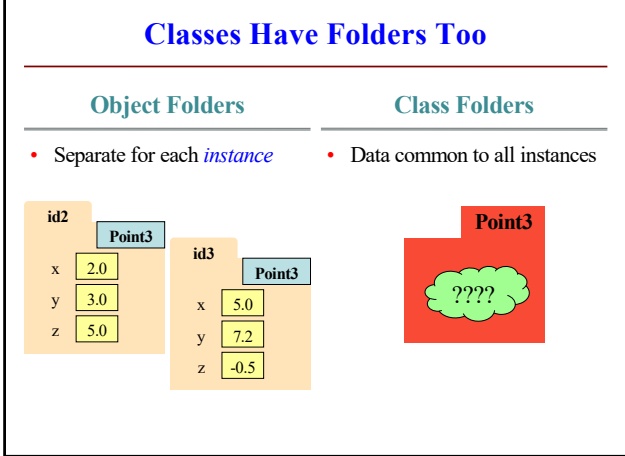 Classes Have Folders Too
Object Folders
• Separate for each instance
id2
Point3
x 2.0
y 3.0
z 5.0
id3
Point3
x 5.0
y 7.2
z -0.5
Class Folders
• Data common to all instances
Point3
????